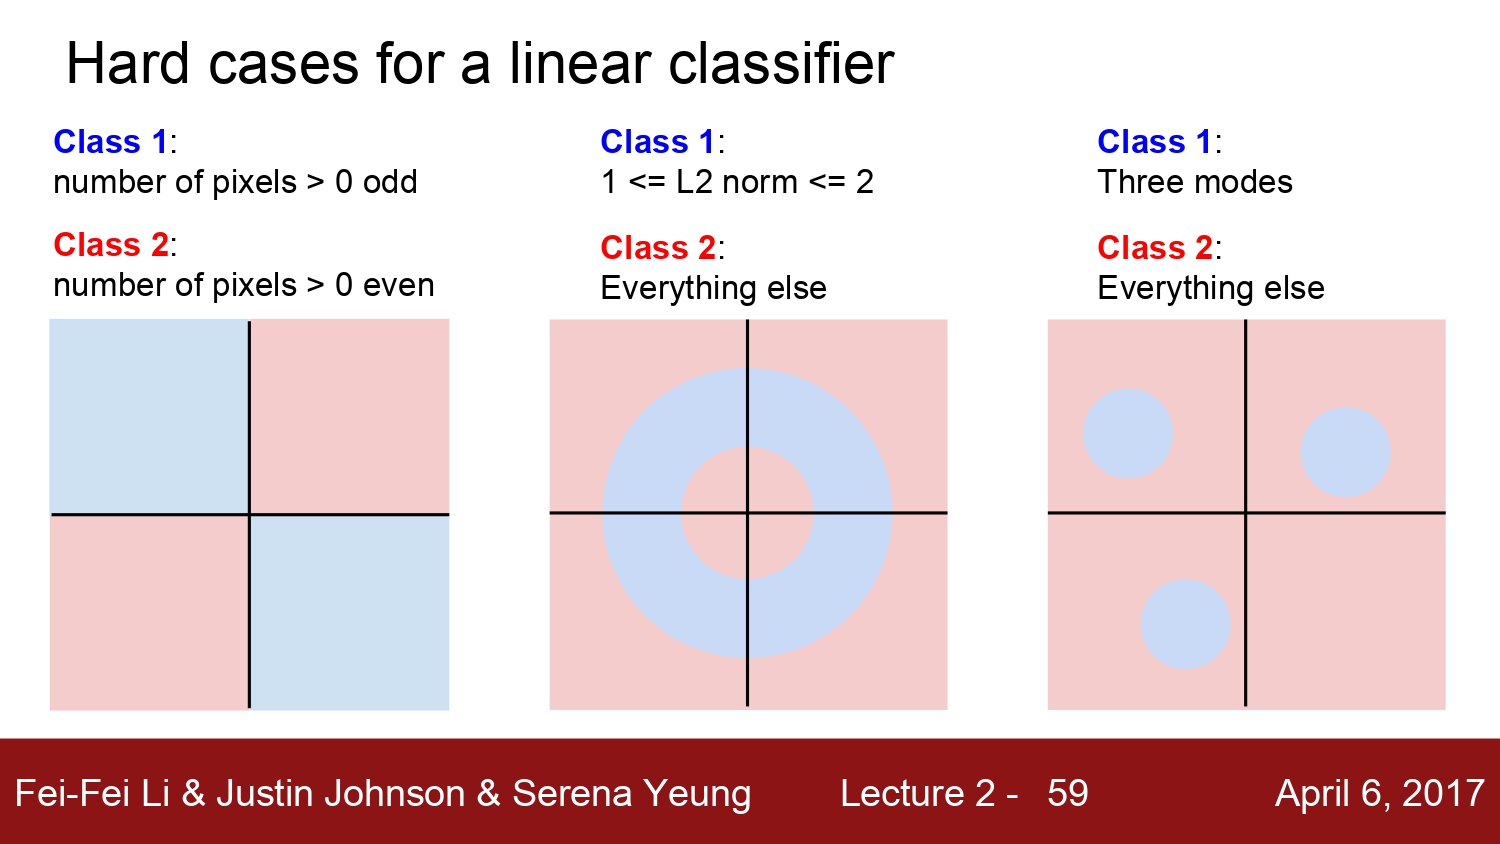 Hard cases for a linear classifier
Class 1:
number of pixels > 0 odd
Class 2:
number of pixels > 0 even
Class 1:
1 <= L2 norm <= 2
Class 2:
Everything else
Class 1:
Three modes
Class 2:
Everything else
Fei-Fei Li & Justin Johnson & Serena Yeung Lecture 2 - 59 April 6, 2017